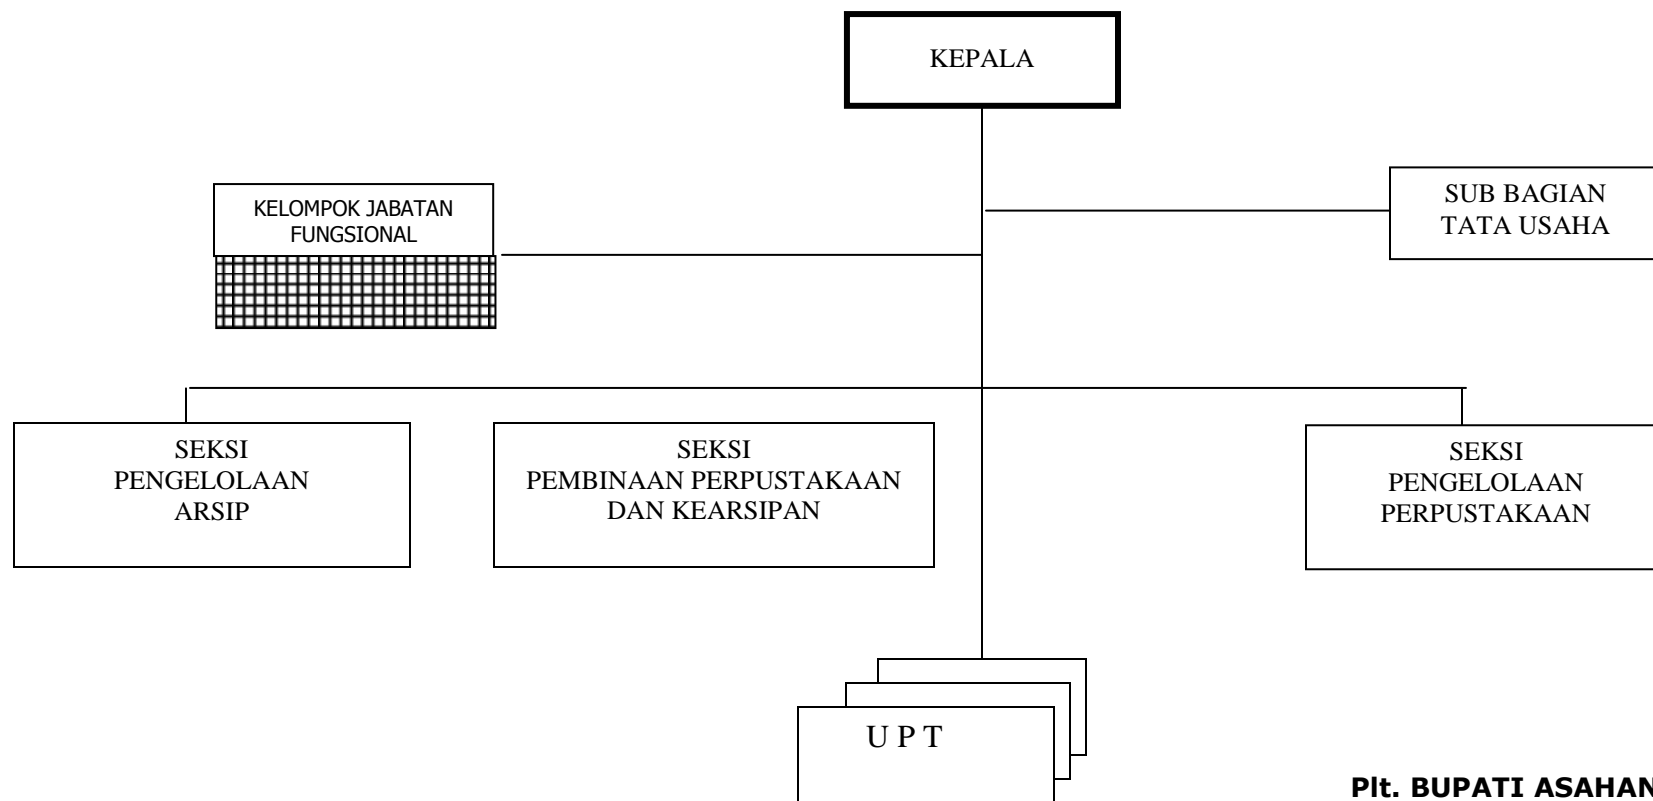 KEPALA
SUB BAGIAN
TATA USAHA
KELOMPOK JABATAN
FUNGSIONAL
SEKSI
PENGELOLAAN
ARSIP
SEKSI
PEMBINAAN PERPUSTAKAAN
DAN KEARSIPAN
SEKSI
PENGELOLAAN
PERPUSTAKAAN
U P T
Plt. BUPATI ASAHAN